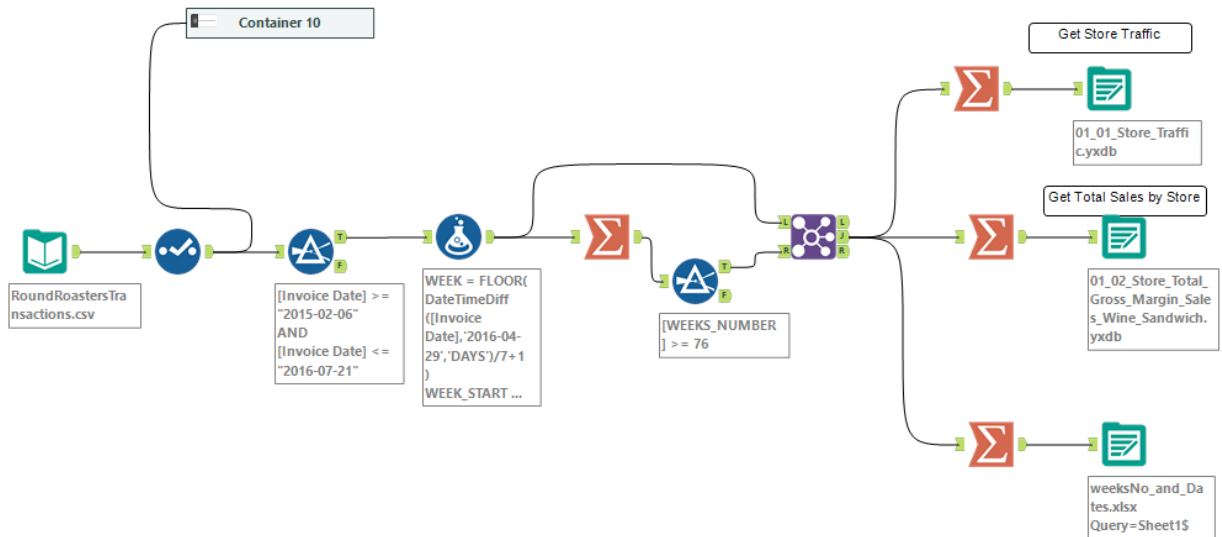 Container 10
Get Store Traffic
01_01_Store_Traffi
c.yxdb
Get Total Sales by Store
T
F
L
R
L
J
R
RoundRoastersTra
nsactions.csv
[Invoice Date] >=
"2015-02-06"
AND
[Invoice Date] <=
"2016-07-21"
WEEK = FLOOR(
DateTimeDiff
([Invoice
Date],'2016-04-
29','DAYS')/7+1
)
WEEK_START ...
T
F
[WEEKS_NUMBER
] >= 76
01_02_Store_Total_
Gross_Margin_Sale
s_Wine_Sandwich.
yxdb
weeksNo_and_Da
tes.xlsx
Query=Sheet1$